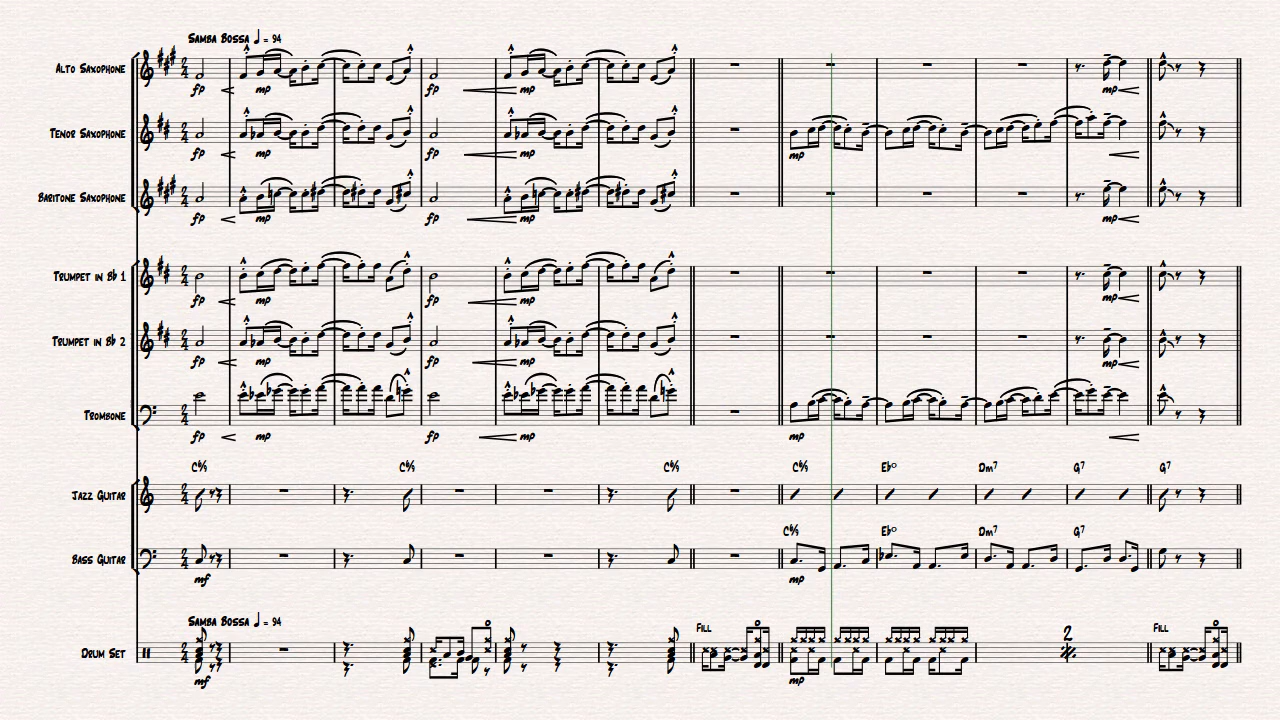 Samba Bossa ♩ = 94
Alto Saxophone
fp mp fp mp mp
Tenor Saxophone
fp mp fp mp mp
Baritone Saxophone
fp mp fp mp mp
Trumpet in B♭ 1
fp mp fp mp mp
Trumpet in B♭ 2
fp mp fp mp mp
Trombone
fp mp fp mp mp
C6/9 C6/9 C6/9 C6/9 E♭o Dm7 G7 G7
Jazz Guitar
C6/9 E♭o Dm7 G7
Bass Guitar
mf mp
Samba Bossa ♩ = 94
Fill 2 Fill
Drum Set
mf mp